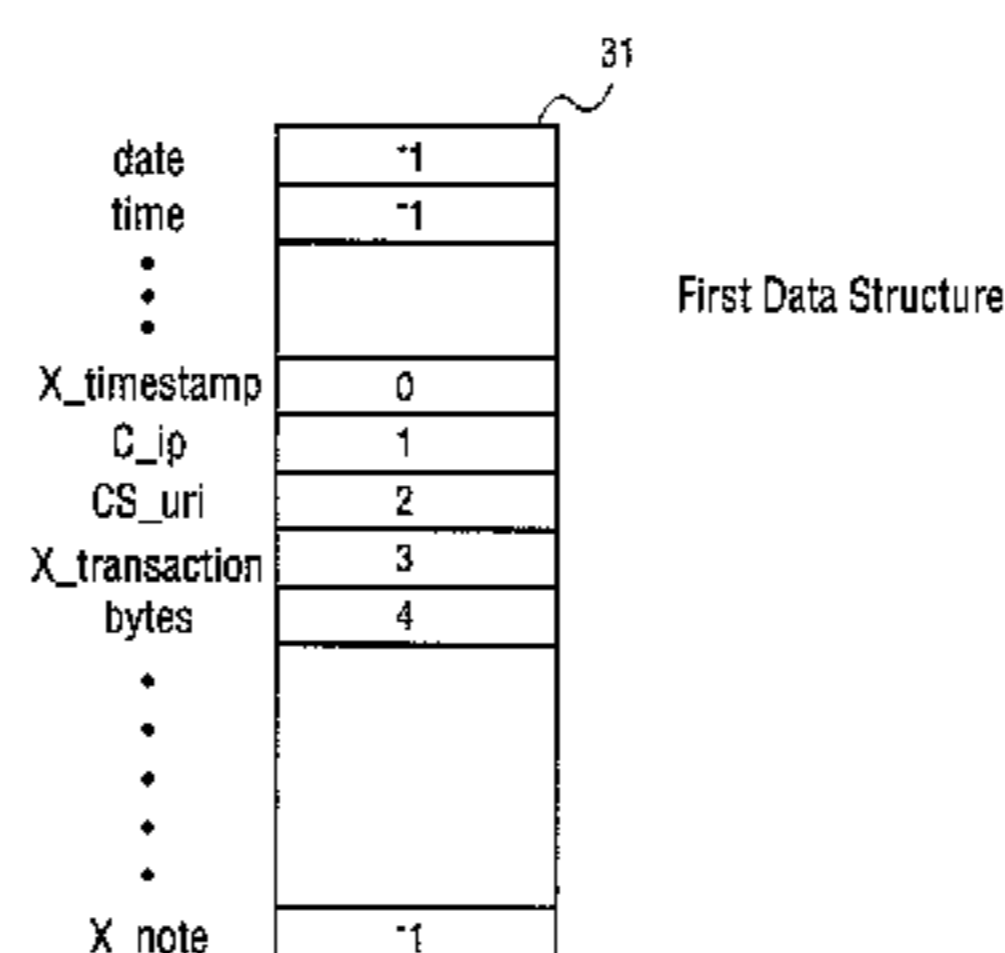 31
date -1
time -1
First Data Structure
X_timestamp 0
C_ip 1
CS_uri 2
X_transaction 3
bytes 4
X_note -1